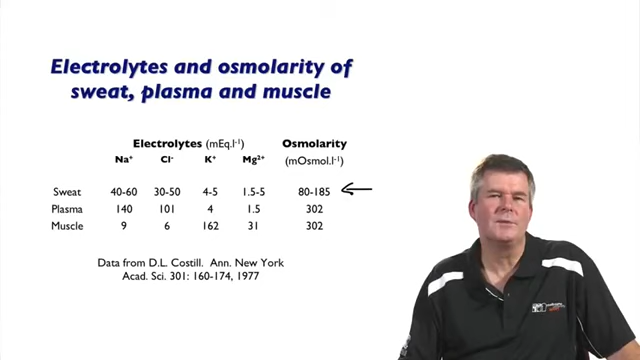 Electrolytes and osmolarity of
sweat, plasma and muscle
Electrolytes (mEq.l⁻¹) Osmolarity
Na⁺ Cl⁻ K⁺ Mg²⁺ (mOsmol.l⁻¹)
Sweat 40-60 30-50 4-5 1.5-5 80-185
Plasma 140 101 4 1.5 302
Muscle 9 6 162 31 302
Data from D.L. Costill. Ann. New York
Acad. Sci. 301: 160-174, 1977